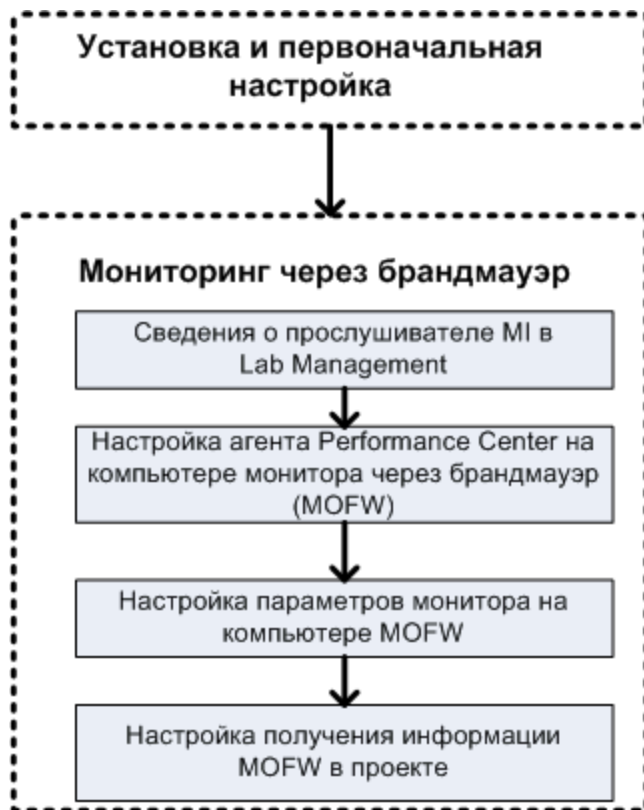 Установка и первоначальная
настройка
Мониторинг через брандмауэр
Сведения о прослушивателе MI в
Lab Management
Настройка агента Performance Center на
компьютере монитора через брандмауэр
(MOFW)
Настройка параметров монитора на
компьютере MOFW
Настройка получения информации
MOFW в проекте